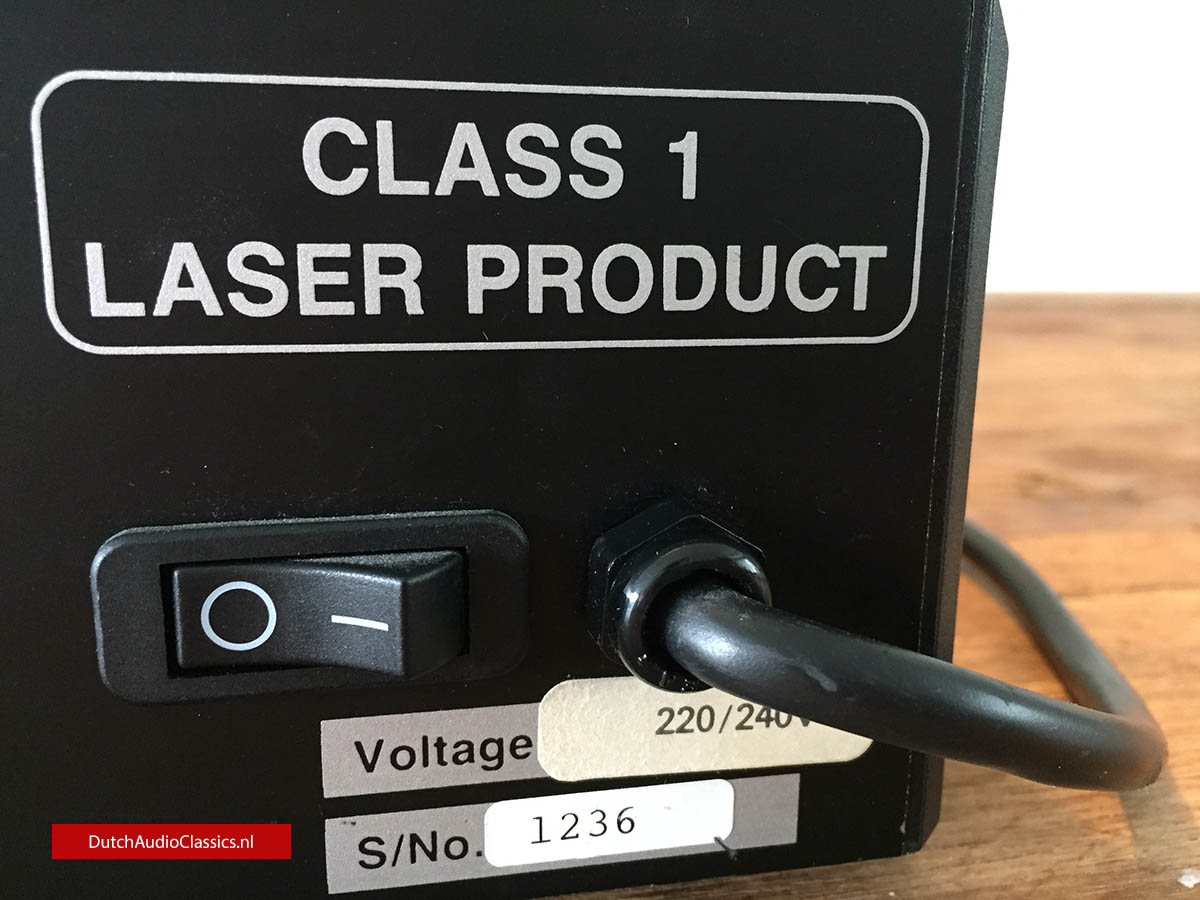 CLASS 1
LASER PRODUCT
O —
Voltage 220/240V
S/No. 1236
DutchAudioClassics.nl